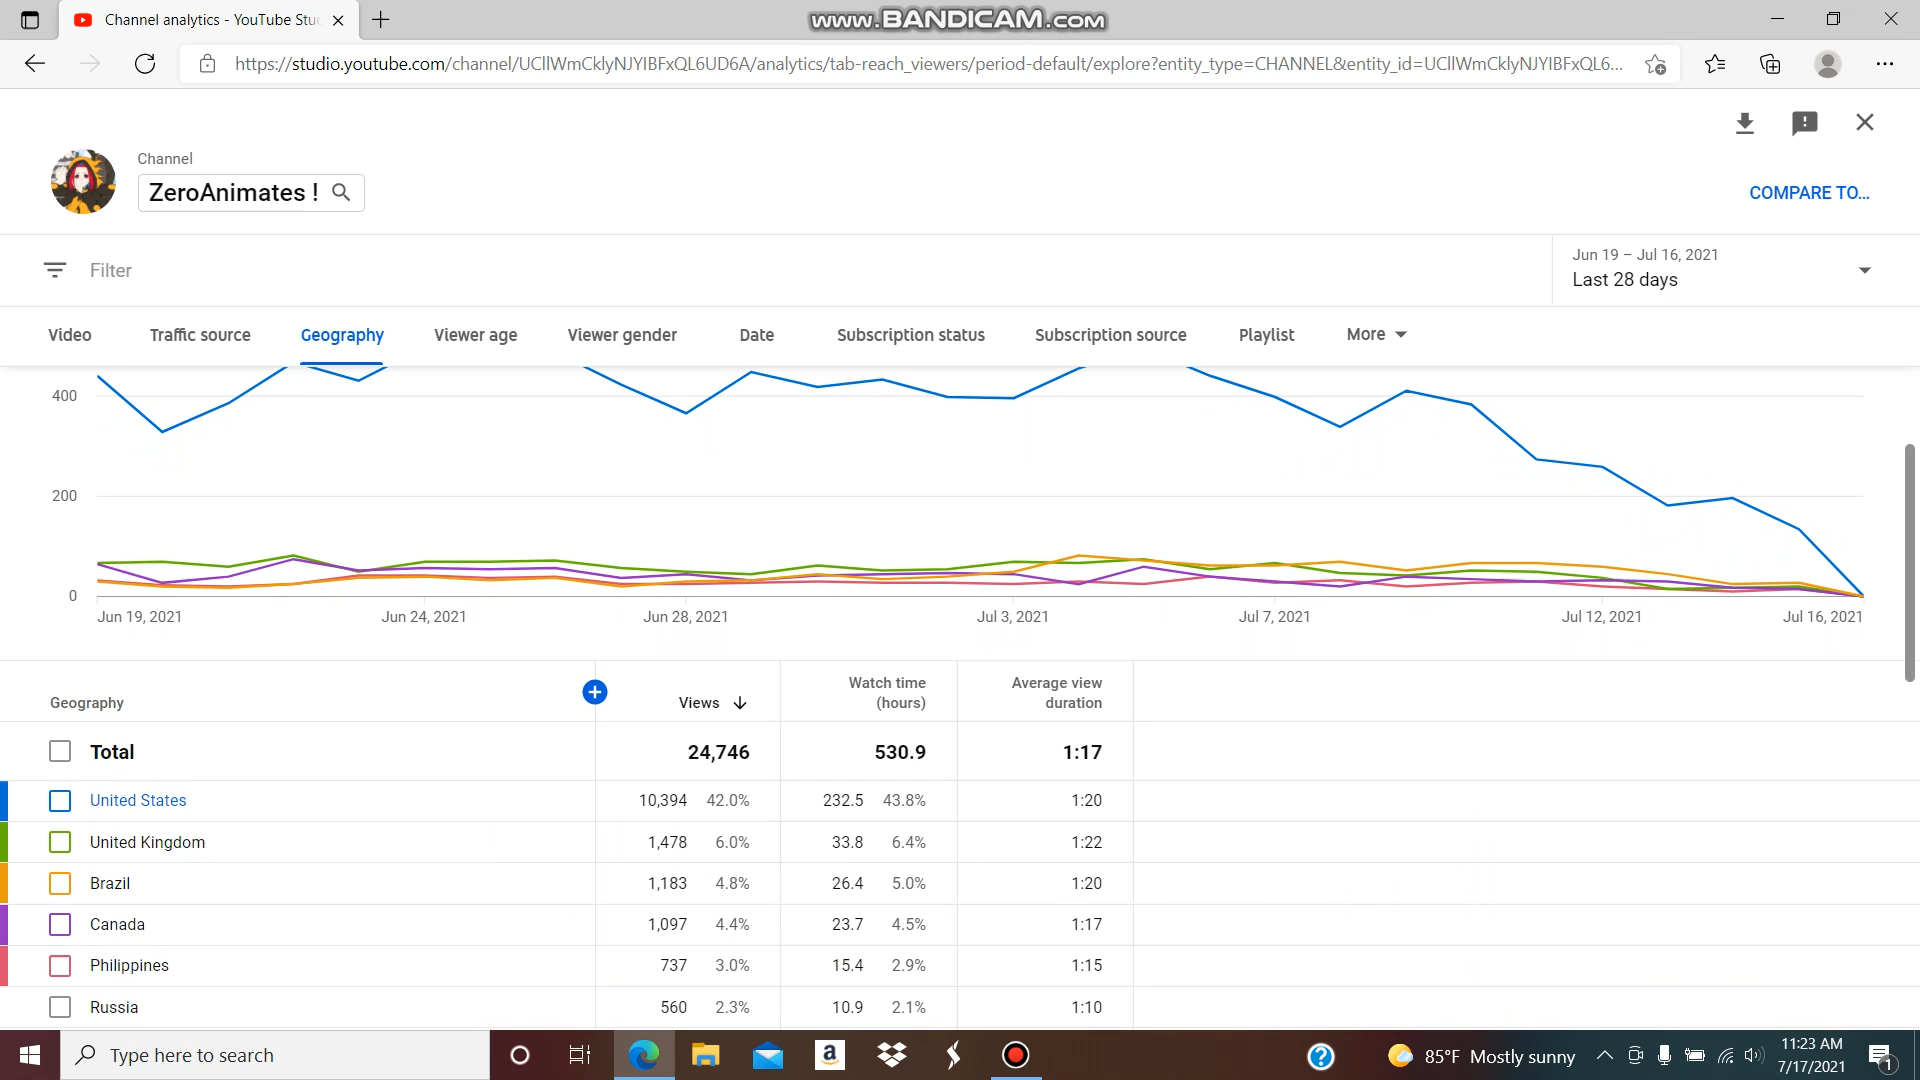 Channel analytics - YouTube Stu
www.BANDICAM.com
https://studio.youtube.com/channel/UCllWmCklyNJYIBFxQL6UD6A/analytics/tab-reach_viewers/period-default/explore?entity_type=CHANNEL&entity_id=UCllWmCklyNJYIBFxQL6...
Channel
ZeroAnimates !
COMPARE TO...
Filter
Jun 19 – Jul 16, 2021
Last 28 days
Video Traffic source Geography Viewer age Viewer gender Date Subscription status Subscription source Playlist More
400
200
0
Jun 19, 2021 Jun 24, 2021 Jun 28, 2021 Jul 3, 2021 Jul 7, 2021 Jul 12, 2021 Jul 16, 2021
Geography Views Watch time (hours) Average view duration
Total 24,746 530.9 1:17
United States 10,394 42.0% 232.5 43.8% 1:20
United Kingdom 1,478 6.0% 33.8 6.4% 1:22
Brazil 1,183 4.8% 26.4 5.0% 1:20
Canada 1,097 4.4% 23.7 4.5% 1:17
Philippines 737 3.0% 15.4 2.9% 1:15
Russia 560 2.3% 10.9 2.1% 1:10
Type here to search
a
85°F Mostly sunny
11:23 AM
7/17/2021
1